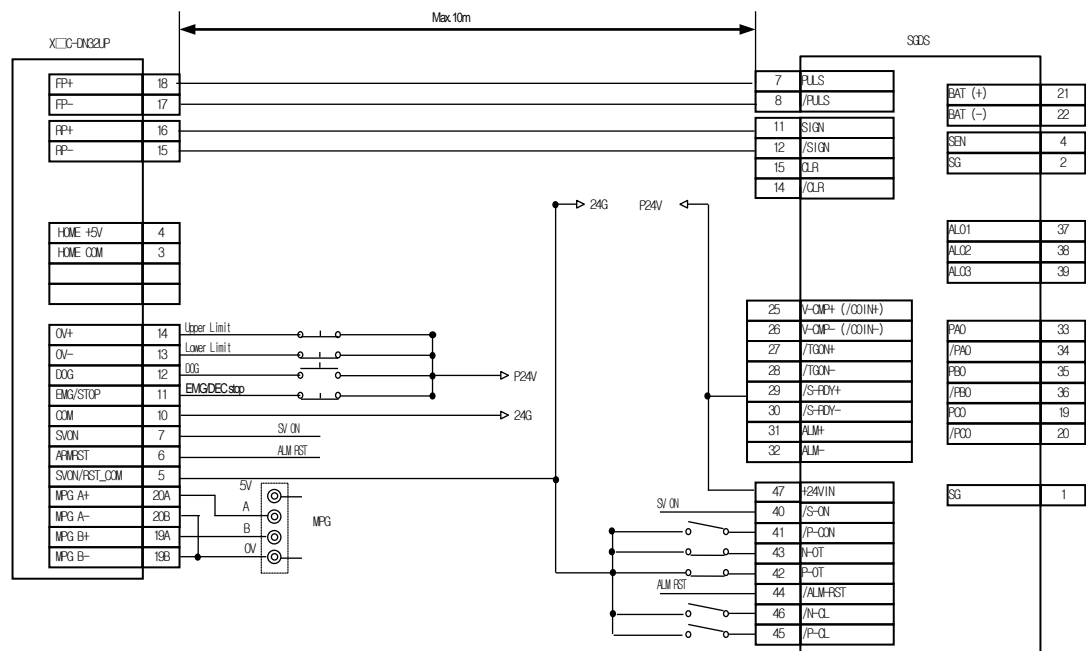 Max.10m
X□C-DN32UP
SGDS
FP+ 18
FP- 17
RP+ 16
RP- 15
HOME +5V 4
HOME COM 3
OV+ 14 Upper Limit
OV- 13 Lower Limit
DOG 12 DOG
EMG/STOP 11 EMG/DEC stop
COM 10
SVON 7 SV ON
ARMRST 6 ALM RST
SVON/RST_COM 5
MPG A+ 20A
MPG A- 20B
MPG B+ 19A
MPG B- 19B
5V
A
B
0V
MPG
P24V
24G
24G
P24V
7 PULS
8 /PULS
11 SIGN
12 /SIGN
15 CLR
14 /CLR
25 V-CMP+ (/COIN+)
26 V-CMP- (/COIN-)
27 /TGON+
28 /TGON-
29 /S-RDY+
30 /S-RDY-
31 ALM+
32 ALM-
47 +24VIN
SV ON 40 /S-ON
41 /P-CON
43 N-OT
42 P-OT
ALM RST 44 /ALM-RST
46 /N-CL
45 /P-CL
BAT (+) 21
BAT (-) 22
SEN 4
SG 2
ALO1 37
ALO2 38
ALO3 39
PAO 33
/PAO 34
PBO 35
/PBO 36
PCO 19
/PCO 20
SG 1